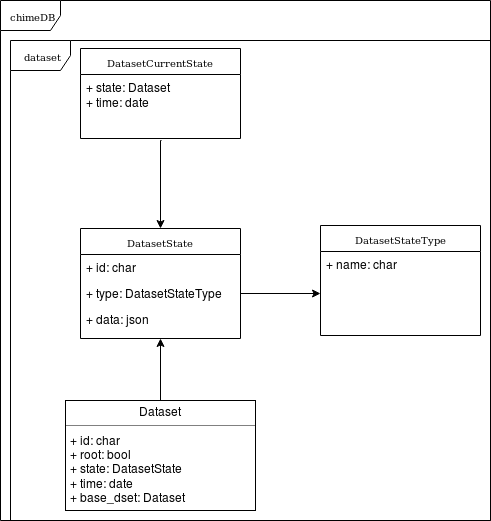 chimeDB
dataset
DatasetCurrentState
+ state: Dataset
+ time: date
DatasetState
+ id: char
+ type: DatasetStateType
+ data: json
DatasetStateType
+ name: char
Dataset
+ id: char
+ root: bool
+ state: DatasetState
+ time: date
+ base_dset: Dataset